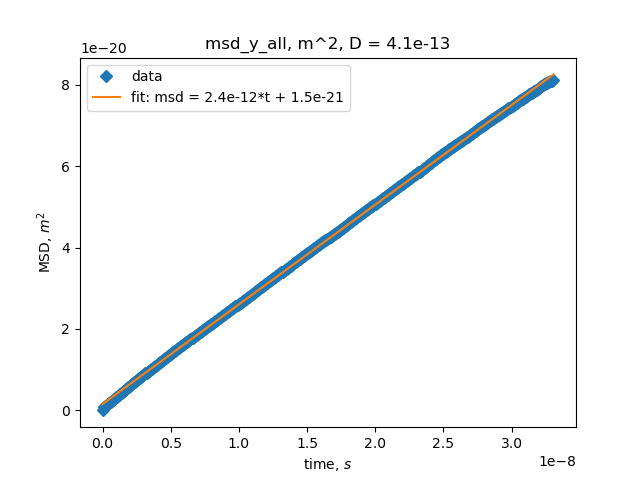 msd_y_all, m^2, D = 4.1e-13
1e−20
data
fit: msd = 2.4e-12*t + 1.5e-21
8
6
4
2
0
MSD, m²
0.0 0.5 1.0 1.5 2.0 2.5 3.0
1e−8
time, s